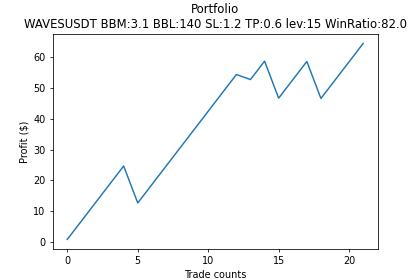 Portfolio
WAVESUSDT BBM:3.1 BBL:140 SL:1.2 TP:0.6 lev:15 WinRatio:82.0
Profit ($)
60
50
40
30
20
10
0
0 5 10 15 20
Trade counts